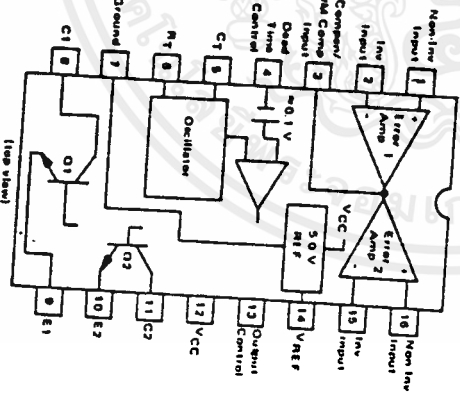 Non-Inv
Input
1
Inv
Input
2
Compen/
Comp
Input
3
Dead
Time
Control
4
CT
5
RT
6
Ground
7
C1
8
Error
Amp
1
+
-
Error
Amp
2
+
-
≈0.1V
Oscillator
VCC
5.0 V
REF
Q1
Q2
16
Non Inv
Input
15
Inv
Input
14
VREF
13
Output
Control
12
VCC
11
C2
10
E2
9
E1
(top view)